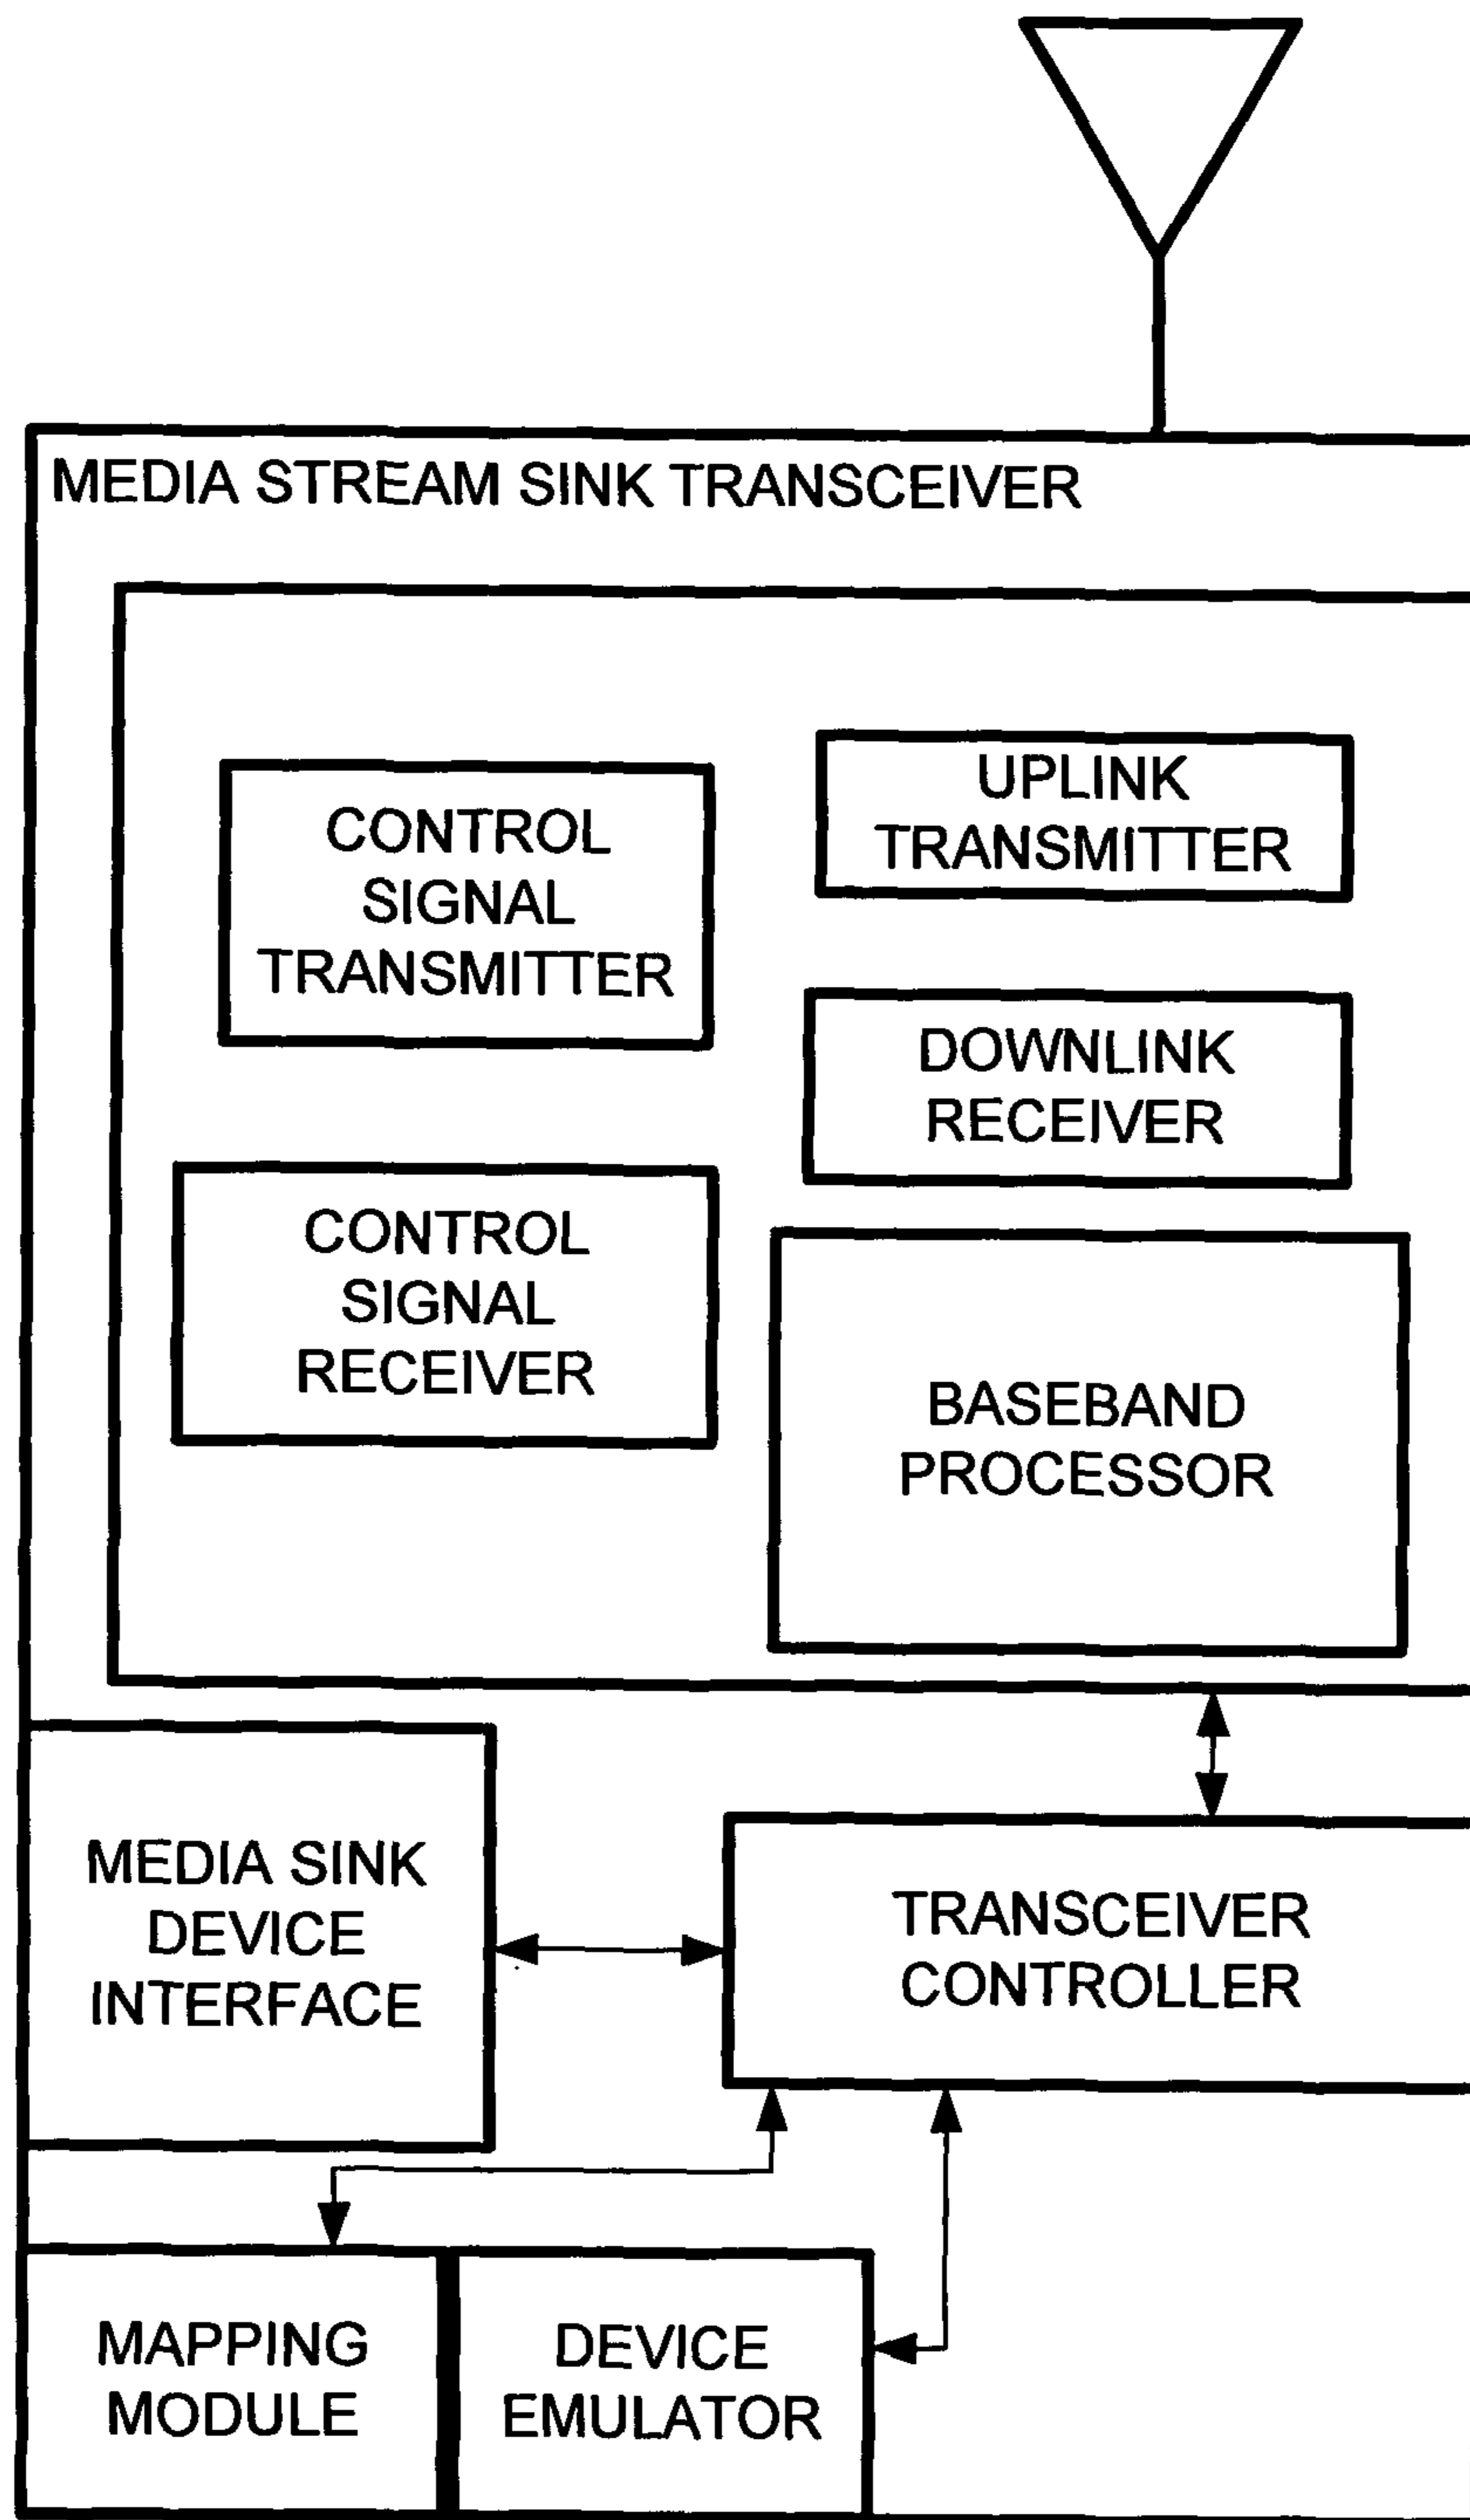 MEDIA STREAM SINK TRANSCEIVER
CONTROL
SIGNAL
TRANSMITTER
UPLINK
TRANSMITTER
DOWNLINK
RECEIVER
CONTROL
SIGNAL
RECEIVER
BASEBAND
PROCESSOR
MEDIA SINK
DEVICE
INTERFACE
TRANSCEIVER
CONTROLLER
MAPPING
MODULE
DEVICE
EMULATOR